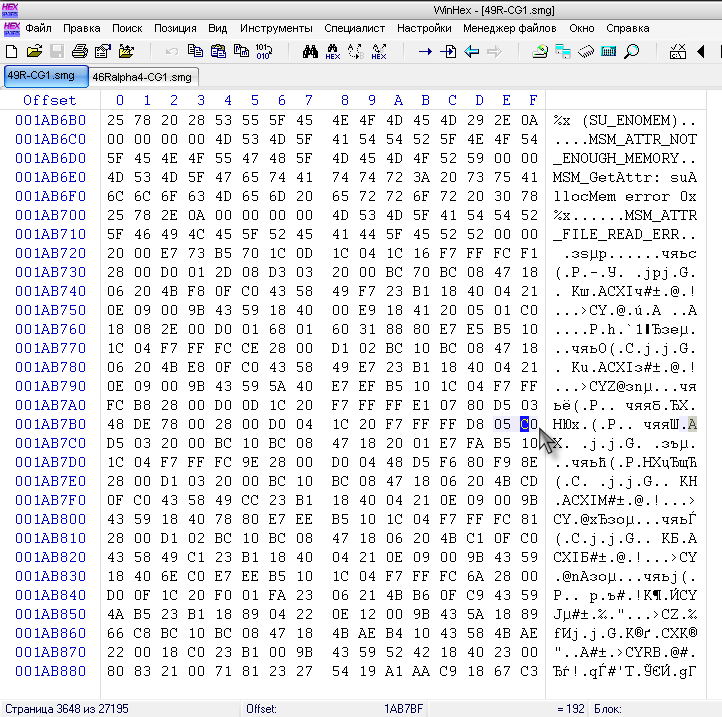 WinHex - [49R-CG1.smg]
Файл Правка Поиск Позиция Вид Инструменты Специалист Настройки Менеджер Файлов Окно Справка
49R-CG1.smg 46Ralpha4-CG1.smg
Offset 0 1 2 3 4 5 6 7 8 9 A B C D E F
001AB6B0 25 78 20 28 53 55 5F 45 4E 4F 4D 45 4D 29 2E 0A %x (SU_ENOMEM)..
001AB6C0 00 00 00 00 4D 53 4D 5F 41 54 54 52 5F 4E 4F 54 ....MSM_ATTR_NOT
001AB6D0 5F 45 4E 4F 55 47 48 5F 4D 45 4D 4F 52 59 00 00 _ENOUGH_MEMORY..
001AB6E0 4D 53 4D 5F 47 65 74 41 74 74 72 3A 20 73 75 41 MSM_GetAttr: suA
001AB6F0 6C 6C 6F 63 4D 65 6D 20 65 72 72 6F 72 20 30 78 llocMem error 0x
001AB700 25 78 2E 0A 00 00 00 00 4D 53 4D 5F 41 54 54 52 %x......MSM_ATTR
001AB710 5F 46 49 4C 45 5F 52 45 41 44 5F 45 52 52 00 00 _FILE_READ_ERR..
001AB720 20 00 E7 73 B5 70 1C 0D 1C 04 1C 16 F7 FF FC F1 .зsµp......чяьс
001AB730 28 00 D0 01 2D 08 D3 03 20 00 BC 70 BC 08 47 18 (.Р.-.У. .јpј.G.
001AB740 06 20 4B F8 0F C0 43 58 49 F7 23 B1 18 40 04 21 . Kш.АCXIч#±.@.!
001AB750 0E 09 00 9B 43 59 18 40 00 E9 18 41 20 05 01 C0 ...›CY.@.й.A ..А
001AB760 18 08 2E 00 D0 01 68 01 60 31 88 80 E7 E5 B5 10 ....Р.h.`1€Ђзеµ.
001AB770 1C 04 F7 FF FF CE 28 00 D1 02 BC 10 BC 08 47 18 ..чяяО(.С.ј.ј.G.
001AB780 06 20 4B E8 0F C0 43 58 49 E7 23 B1 18 40 04 21 . Kи.АCXIз#±.@.!
001AB790 0E 09 00 9B 43 59 5A 40 E7 EF B5 10 1C 04 F7 FF ...›CYZ@зпµ...чя
001AB7A0 FC B8 28 00 D0 0D 1C 20 F7 FF FF E1 07 80 D5 03 ьё(.Р.. чяяб.ЂХ.
001AB7B0 48 DE 78 00 28 00 D0 04 1C 20 F7 FF FF D8 05 C0 HЮx.(.Р.. чяяШ.А
001AB7C0 D5 03 20 00 BC 10 BC 08 47 18 20 01 E7 FA B5 10 Х. .ј.ј.G. .зъµ.
001AB7D0 1C 04 F7 FF FC 9E 28 00 D0 04 48 D5 F6 80 F9 8E ..чяьћ(.Р.HХцЂщЋ
001AB7E0 28 00 D1 03 20 00 BC 10 BC 08 47 18 06 20 4B CD (.С. .ј.ј.G.. KН
001AB7F0 0F C0 43 58 49 CC 23 B1 18 40 04 21 0E 09 00 9B .АCXIМ#±.@.!...›
001AB800 43 59 18 40 78 80 E7 EE B5 10 1C 04 F7 FF FC 81 CY.@xЂзоµ...чяьЃ
001AB810 28 00 D1 02 BC 10 BC 08 47 18 06 20 4B C1 0F C0 (.С.ј.ј.G.. KБ.А
001AB820 43 58 49 C1 23 B1 18 40 04 21 0E 09 00 9B 43 59 CXIБ#±.@.!...›CY
001AB830 18 40 6E C0 E7 EE B5 10 1C 04 F7 FF FC 6A 28 00 .@nАзоµ...чяьj(.
001AB840 D0 0F 1C 20 F0 01 FA 23 06 21 4B B6 0F C9 43 59 Р.. р.ъ#.!K¶.ЙCY
001AB850 4A B5 23 B1 18 89 04 22 0E 12 00 9B 43 5A 18 89 Jµ#±.‰."...›CZ.‰
001AB860 66 C8 BC 10 BC 08 47 18 4B AE B4 10 43 58 4B AE fИј.ј.G.K®ґ.CXK®
001AB870 22 00 18 C0 23 B1 00 9B 43 59 52 42 18 40 23 00 "..А#±.›CYRB.@#.
001AB880 80 83 21 00 71 81 23 27 54 19 A1 AA C9 18 67 C3 Ђѓ!.qЃ#'T.ЎЄЙ.gГ
Страница 3648 из 27195 Offset: 1AB7BF = 192 Блок: